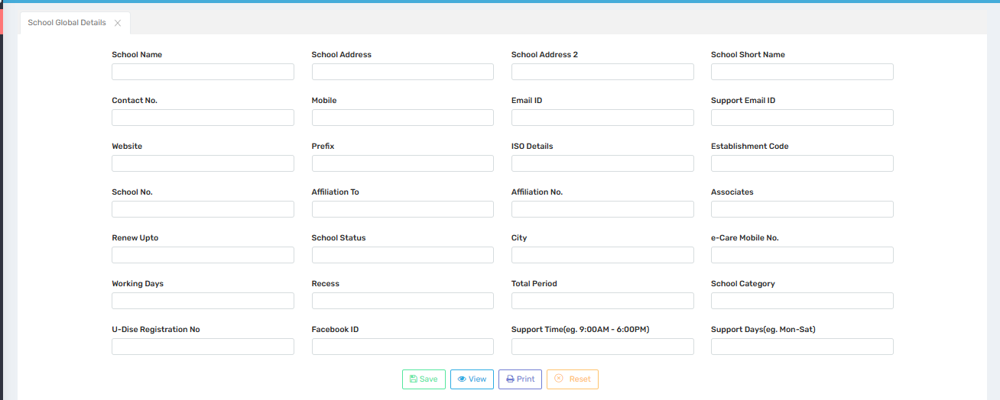 School Global Details
School Name School Address School Address 2 School Short Name
Contact No. Mobile Email ID Support Email ID
Website Prefix ISO Details Establishment Code
School No. Affiliation To Affiliation No. Associates
Renew Upto School Status City e-Care Mobile No.
Working Days Recess Total Period School Category
U-Dise Registration No Facebook ID Support Time(eg. 9:00AM - 6:00PM) Support Days(eg. Mon-Sat)
Save View Print Reset